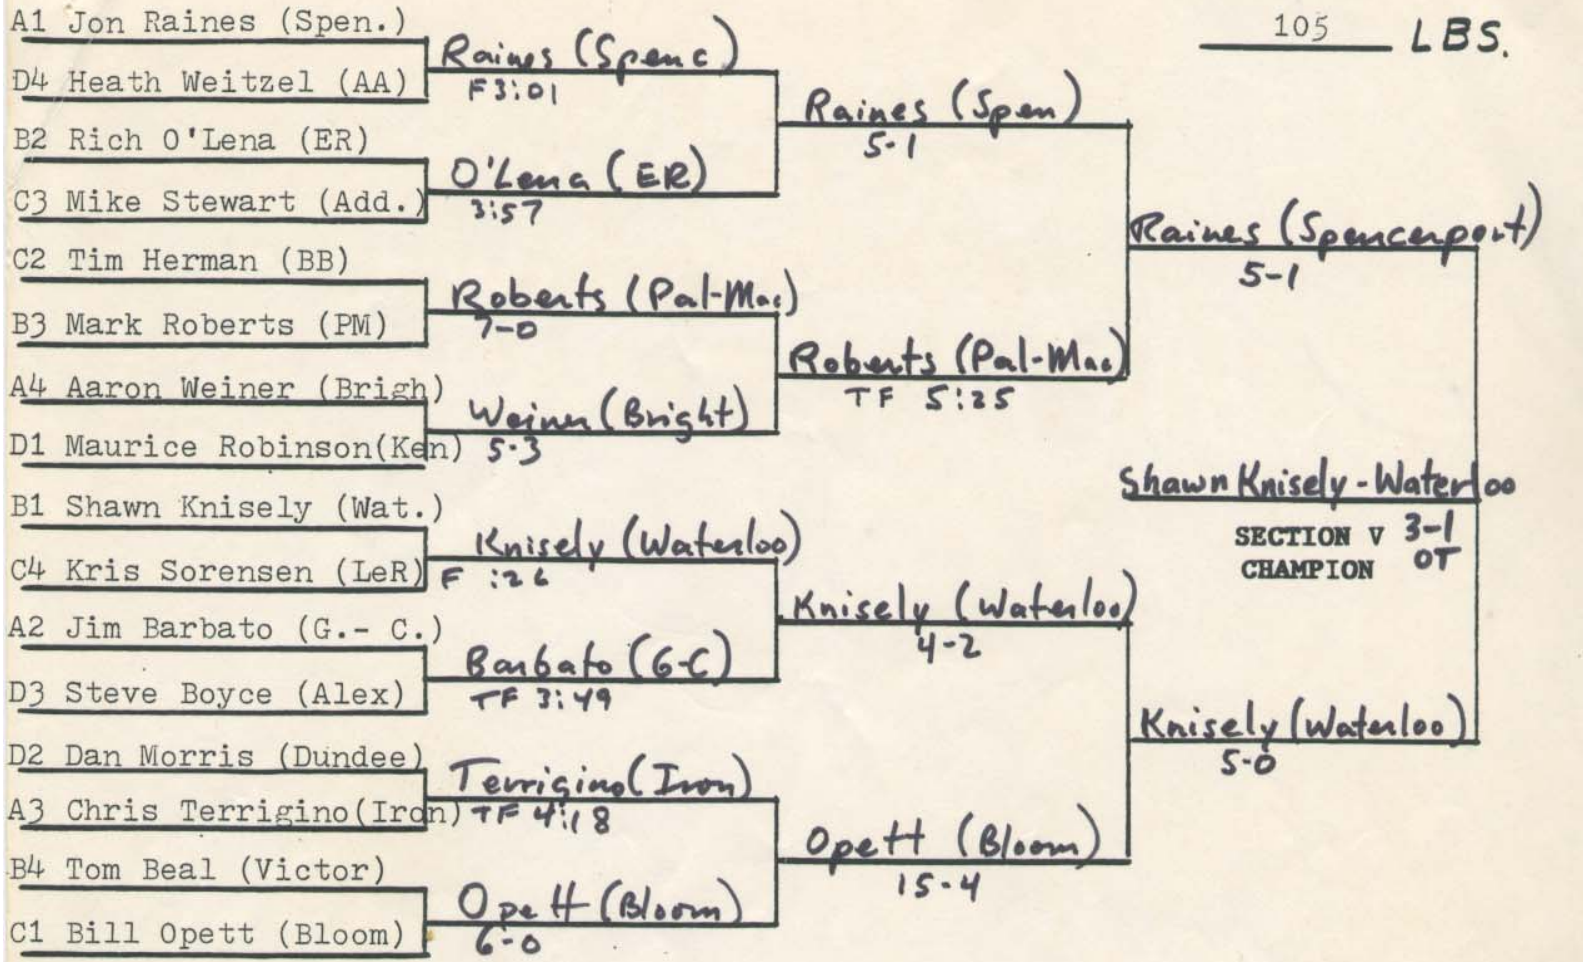 105 LBS.
A1 Jon Raines (Spen.)
D4 Heath Weitzel (AA)
B2 Rich O'Lena (ER)
C3 Mike Stewart (Add.)
C2 Tim Herman (BB)
B3 Mark Roberts (PM)
A4 Aaron Weiner (Brigh)
D1 Maurice Robinson(Ken)
B1 Shawn Knisely (Wat.)
C4 Kris Sorensen (LeR)
A2 Jim Barbato (G.- C.)
D3 Steve Boyce (Alex)
D2 Dan Morris (Dundee)
A3 Chris Terrigino(Iron)
B4 Tom Beal (Victor)
C1 Bill Opett (Bloom)
Raines (Spenc)
F 3:01
O'Lena (ER)
3:57
Roberts (Pal-Mac)
7-0
Weiner (Bright)
5-3
Knisely (Waterloo)
F :26
Barbato (G-C)
TF 3:49
Terrigino (Iron)
TF 4:18
Opett (Bloom)
6-0
Raines (Spen)
5-1
Roberts (Pal-Mac)
TF 5:25
Knisely (Waterloo)
4-2
Opett (Bloom)
15-4
Raines (Spencerport)
5-1
Knisely (Waterloo)
5-0
Shawn Knisely - Waterloo
SECTION V 3-1
CHAMPION OT